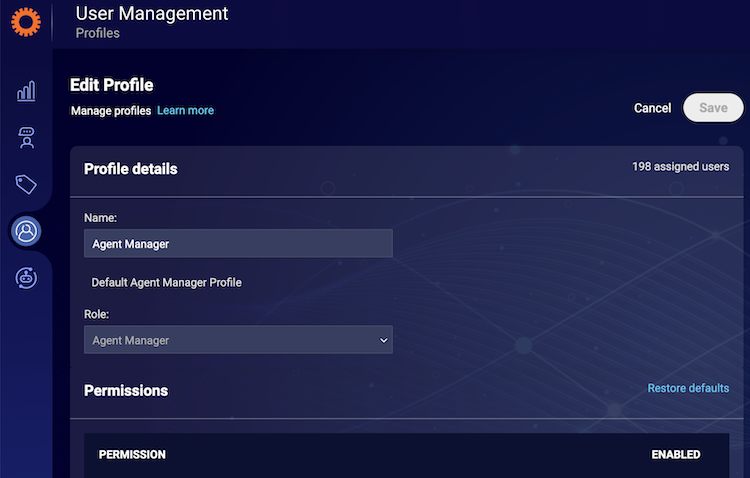 User Management
Profiles
Edit Profile
Manage profiles Learn more
Cancel Save
Profile details 198 assigned users
Name:
Agent Manager
Default Agent Manager Profile
Role:
Agent Manager
Permissions Restore defaults
PERMISSION ENABLED